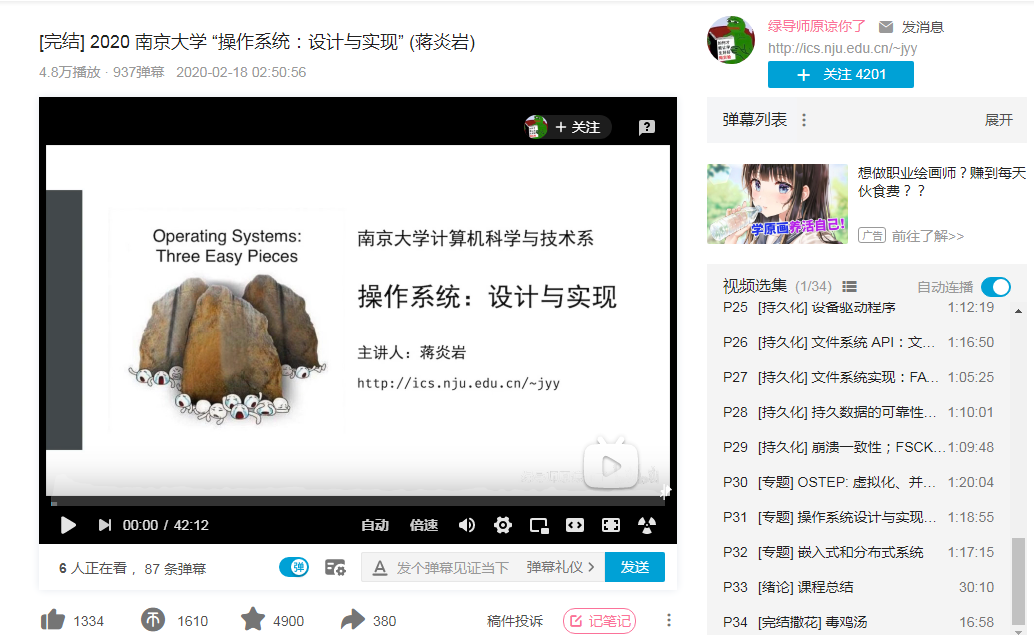 [完结] 2020 南京大学 “操作系统：设计与实现” (蒋炎岩)
4.8万播放 · 937弹幕 2020-02-18 02:50:56
+ 关注
Operating Systems:
Three Easy Pieces
南京大学计算机科学与技术系
操作系统：设计与实现
主讲人：蒋炎岩
http://ics.nju.edu.cn/~jyy
00:00 / 42:12 自动 倍速
6 人正在看， 87 条弹幕 弹 A 发个弹幕见证当下 弹幕礼仪 > 发送
1334 1610 4900 380 稿件投诉 记笔记
绿导师原谅你了 发消息
http://ics.nju.edu.cn/~jyy
+ 关注 4201
弹幕列表 展开
学原画养活自己!
想做职业绘画师？赚到每天
伙食费？？
广告 前往了解>>
视频选集 (1/34) 自动连播
P25 [持久化] 设备驱动程序 1:12:19
P26 [持久化] 文件系统 API：文… 1:16:50
P27 [持久化] 文件系统实现：FA… 1:05:25
P28 [持久化] 持久数据的可靠性… 1:10:01
P29 [持久化] 崩溃一致性；FSCK… 1:09:48
P30 [专题] OSTEP: 虚拟化、并… 1:20:04
P31 [专题] 操作系统设计与实现… 1:18:55
P32 [专题] 嵌入式和分布式系统 1:17:15
P33 [绪论] 课程总结 30:10
P34 [完结撒花] 毒鸡汤 16:58